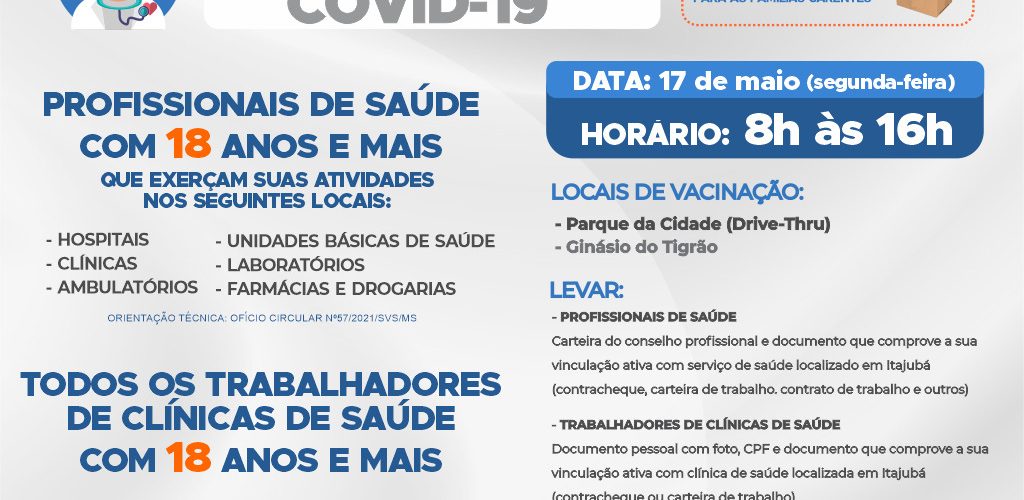 COVID-19
PARA AS FAMÍLIAS CARENTES
PROFISSIONAIS DE SAÚDE
COM 18 ANOS E MAIS
QUE EXERÇAM SUAS ATIVIDADES
NOS SEGUINTES LOCAIS:
- HOSPITAIS
- CLÍNICAS
- AMBULATÓRIOS
- UNIDADES BÁSICAS DE SAÚDE
- LABORATÓRIOS
- FARMÁCIAS E DROGARIAS
ORIENTAÇÃO TÉCNICA: OFÍCIO CIRCULAR Nº57/2021/SVS/MS
TODOS OS TRABALHADORES
DE CLÍNICAS DE SAÚDE
COM 18 ANOS E MAIS
DATA: 17 de maio (segunda-feira)
HORÁRIO: 8h às 16h
LOCAIS DE VACINAÇÃO:
- Parque da Cidade (Drive-Thru)
- Ginásio do Tigrão
LEVAR:
- PROFISSIONAIS DE SAÚDE
Carteira do conselho profissional e documento que comprove a sua
vinculação ativa com serviço de saúde localizado em Itajubá
(contracheque, carteira de trabalho. contrato de trabalho e outros)
- TRABALHADORES DE CLÍNICAS DE SAÚDE
Documento pessoal com foto, CPF e documento que comprove a sua
vinculação ativa com clínica de saúde localizada em Itajubá
(contracheque ou carteira de trabalho)